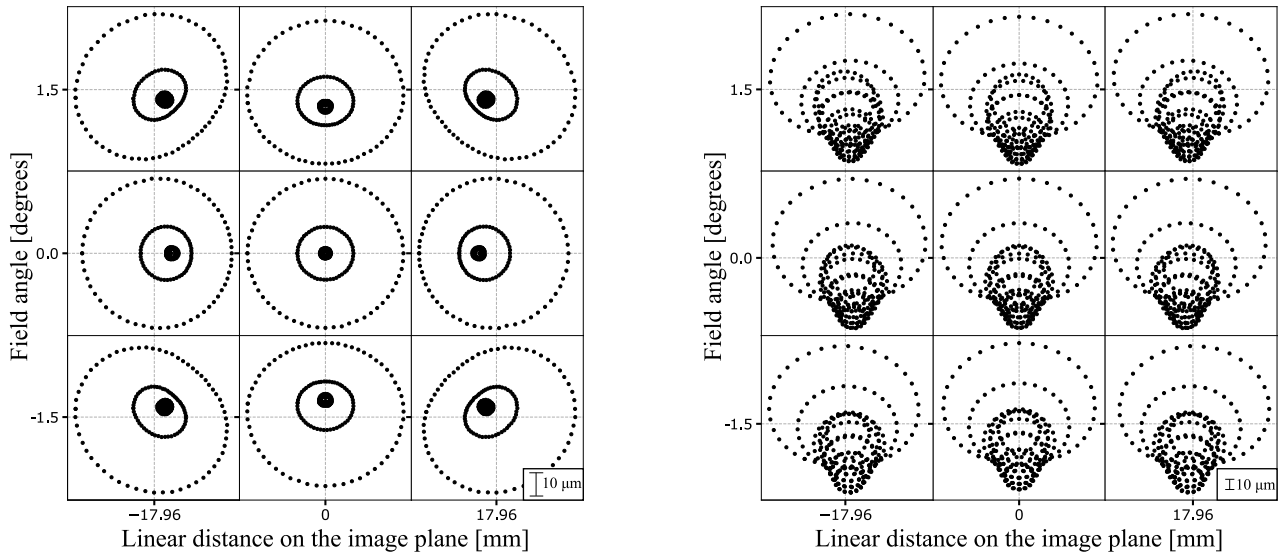 Field angle [degrees]
1.5
0.0
-1.5
10 μm
−17.96
0
17.96
Linear distance on the image plane [mm]
Field angle [degrees]
1.5
0.0
-1.5
10 μm
-17.96
0
17.96
Linear distance on the image plane [mm]